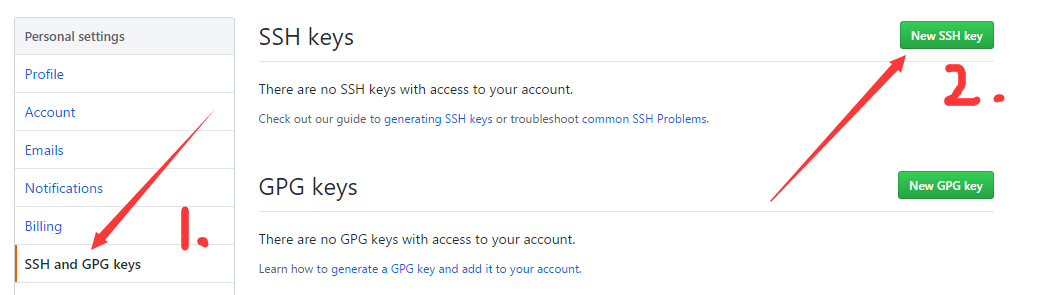 Personal settings
Profile
Account
Emails
Notifications
Billing
SSH and GPG keys
1.
SSH keys
New SSH key
2.
There are no SSH keys with access to your account.
Check out our guide to generating SSH keys or troubleshoot common SSH Problems.
GPG keys
New GPG key
There are no GPG keys with access to your account.
Learn how to generate a GPG key and add it to your account.